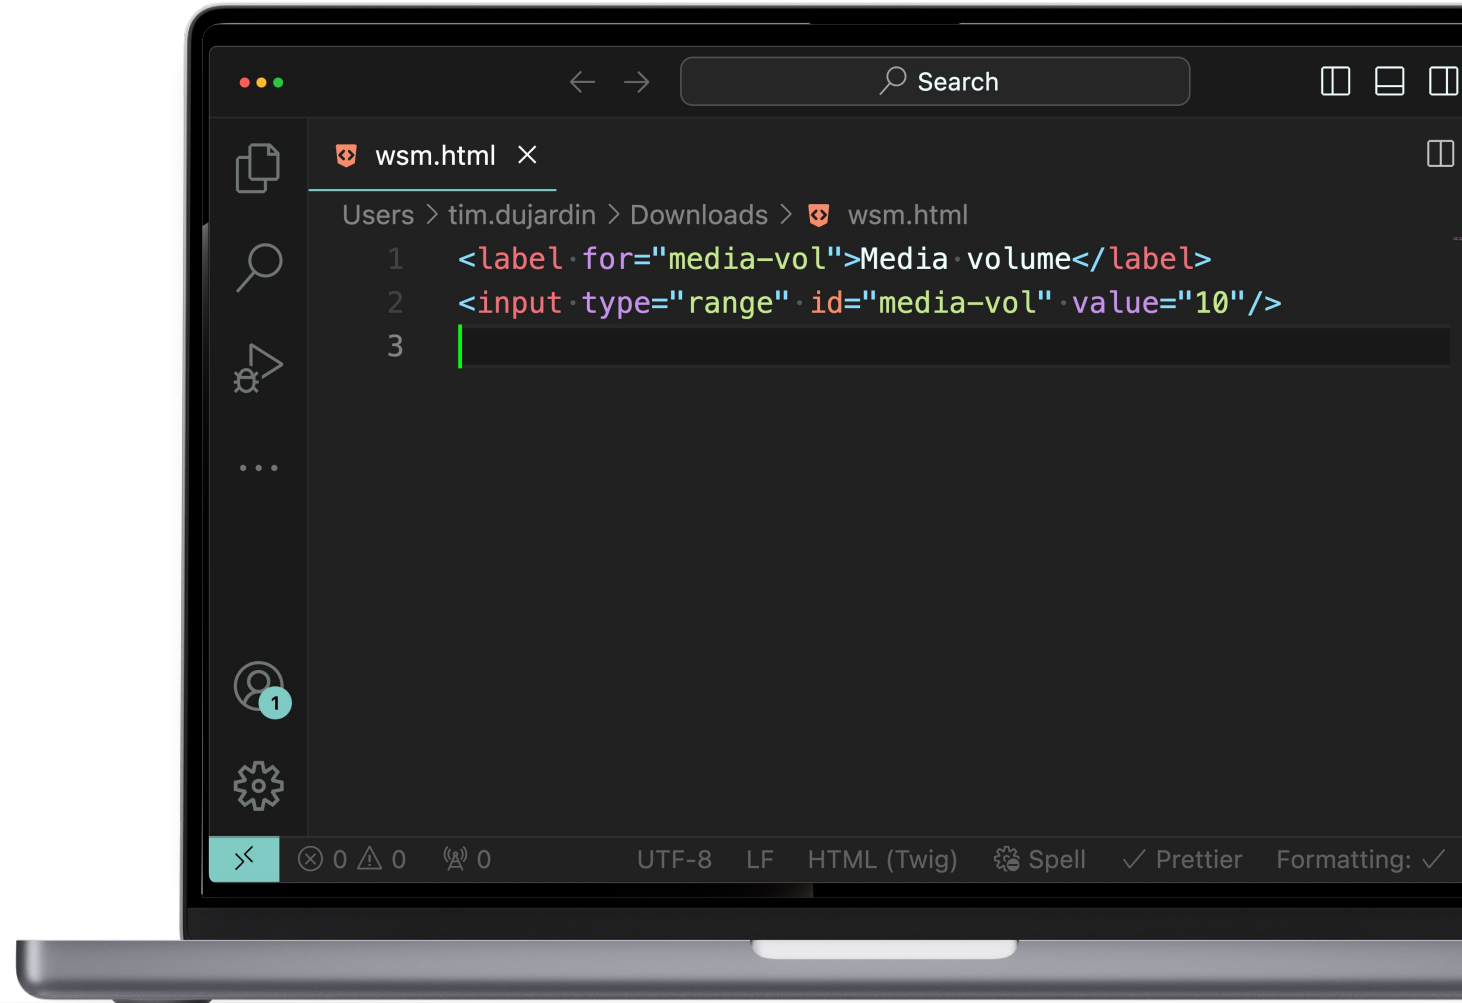 Search
wsm.html
Users > tim.dujardin > Downloads > wsm.html
1 <label for="media-vol">Media volume</label>
2 <input type="range" id="media-vol" value="10"/>
3
1
0 0 0 UTF-8 LF HTML (Twig) Spell Prettier Formatting: